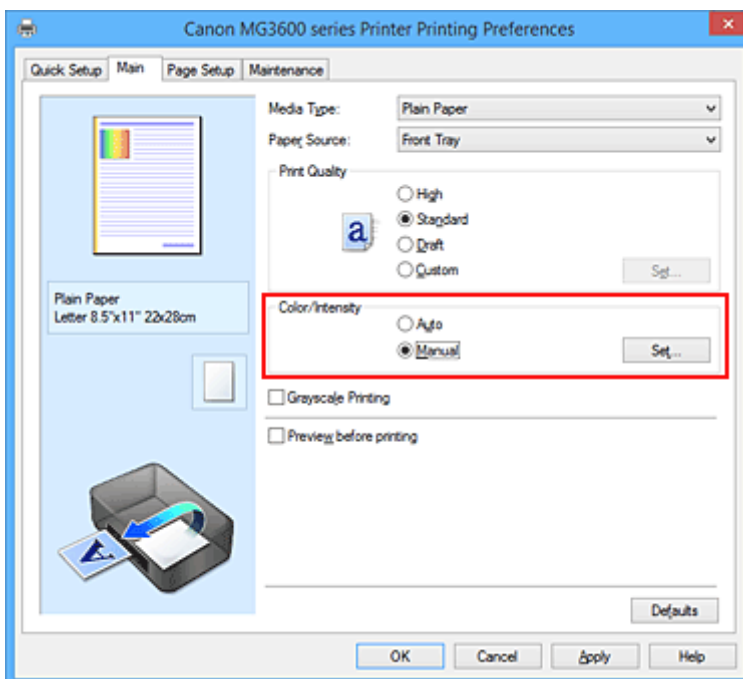 Canon MG3600 series Printer Printing Preferences
Quick Setup Main Page Setup Maintenance
Media Type: Plain Paper
Paper Source: Front Tray
Print Quality
High
a Standard
Draft
Custom Set...
Plain Paper
Letter 8.5"x11" 22x28cm
Color/Intensity
Auto
Manual Set...
Grayscale Printing
Preview before printing
A
Defaults
OK Cancel Apply Help